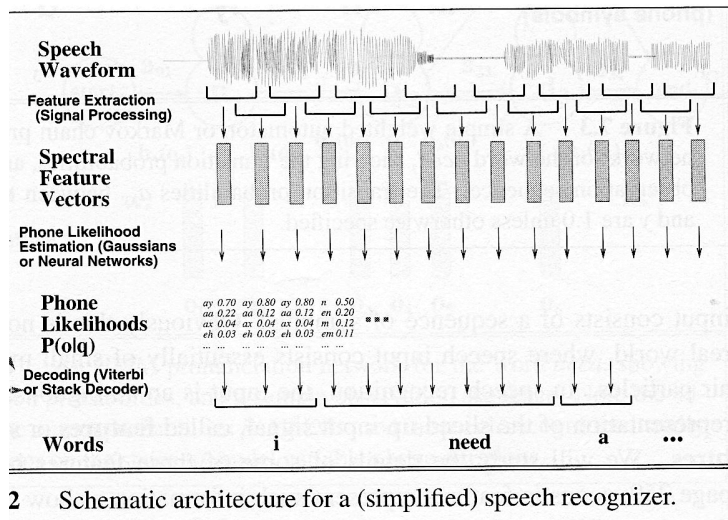 Speech
Waveform
Feature Extraction
(Signal Processing)
Spectral
Feature
Vectors
Phone Likelihood
Estimation (Gaussians
or Neural Networks)
Phone
Likelihoods
P(o|q)
ay 0.70 ay 0.80 ay 0.80 n 0.50
aa 0.22 aa 0.12 aa 0.12 en 0.20
ax 0.04 ax 0.04 ax 0.04 m 0.12
eh 0.03 eh 0.03 eh 0.03 em 0.11
... ... ... ...
Decoding (Viterbi
or Stack Decoder)
Words i need a ...
2 Schematic architecture for a (simplified) speech recognizer.